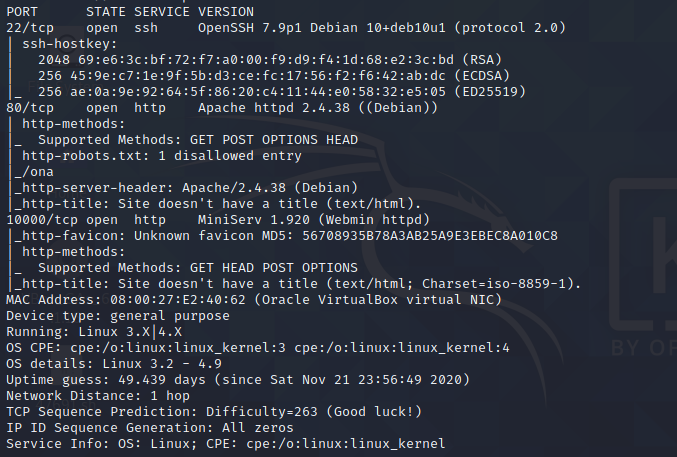 PORT STATE SERVICE VERSION
22/tcp open ssh OpenSSH 7.9p1 Debian 10+deb10u1 (protocol 2.0)
| ssh-hostkey:
| 2048 69:e6:3c:bf:72:f7:a0:00:f9:d9:f4:1d:68:e2:3c:bd (RSA)
| 256 45:9e:c7:1e:9f:5b:d3:ce:fc:17:56:f2:f6:42:ab:dc (ECDSA)
|_ 256 ae:0a:9e:92:64:5f:86:20:c4:11:44:e0:58:32:e5:05 (ED25519)
80/tcp open http Apache httpd 2.4.38 ((Debian))
| http-methods:
|_ Supported Methods: GET POST OPTIONS HEAD
| http-robots.txt: 1 disallowed entry
|_/ona
|_http-server-header: Apache/2.4.38 (Debian)
|_http-title: Site doesn't have a title (text/html).
10000/tcp open http MiniServ 1.920 (Webmin httpd)
|_http-favicon: Unknown favicon MD5: 56708935B78A3AB25A9E3EBEC8A010C8
| http-methods:
|_ Supported Methods: GET HEAD POST OPTIONS
|_http-title: Site doesn't have a title (text/html; Charset=iso-8859-1).
MAC Address: 08:00:27:E2:40:62 (Oracle VirtualBox virtual NIC)
Device type: general purpose
Running: Linux 3.X|4.X
OS CPE: cpe:/o:linux:linux_kernel:3 cpe:/o:linux:linux_kernel:4
OS details: Linux 3.2 - 4.9
Uptime guess: 49.439 days (since Sat Nov 21 23:56:49 2020)
Network Distance: 1 hop
TCP Sequence Prediction: Difficulty=263 (Good luck!)
IP ID Sequence Generation: All zeros
Service Info: OS: Linux; CPE: cpe:/o:linux:linux_kernel
BY OF